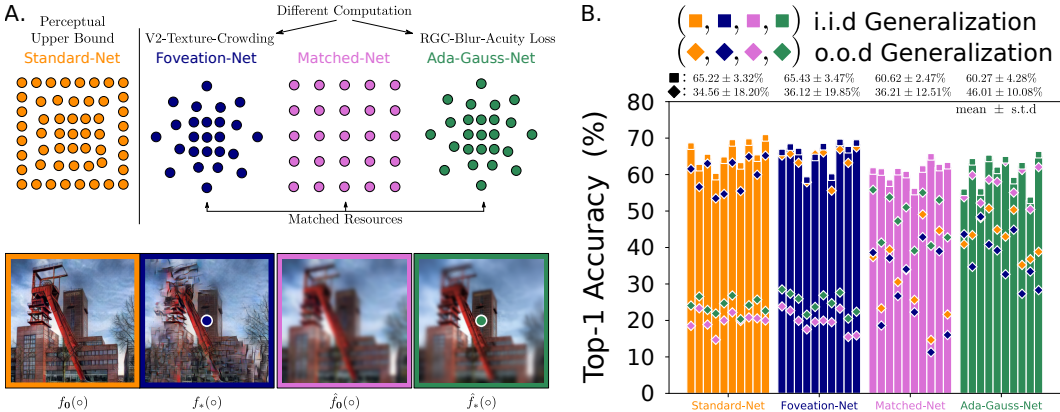 A.
Perceptual
Upper Bound
Standard-Net
Different Computation
V2-Texture-Crowding
Foveation-Net
Matched-Net
RGC-Blur-Acuity Loss
Ada-Gauss-Net
Matched Resources
f₀(∘)
f*(∘)
f̂₀(∘)
f̂*(∘)
B.
( , , , ) i.i.d Generalization
( , , , ) o.o.d Generalization
: 65.22 ± 3.32% 65.43 ± 3.47% 60.62 ± 2.47% 60.27 ± 4.28%
: 34.56 ± 18.20% 36.12 ± 19.85% 36.21 ± 12.51% 46.01 ± 10.08%
mean ± s.t.d
Top-1 Accuracy (%)
80
70
60
50
40
30
20
10
0
Standard-Net
Foveation-Net
Matched-Net
Ada-Gauss-Net